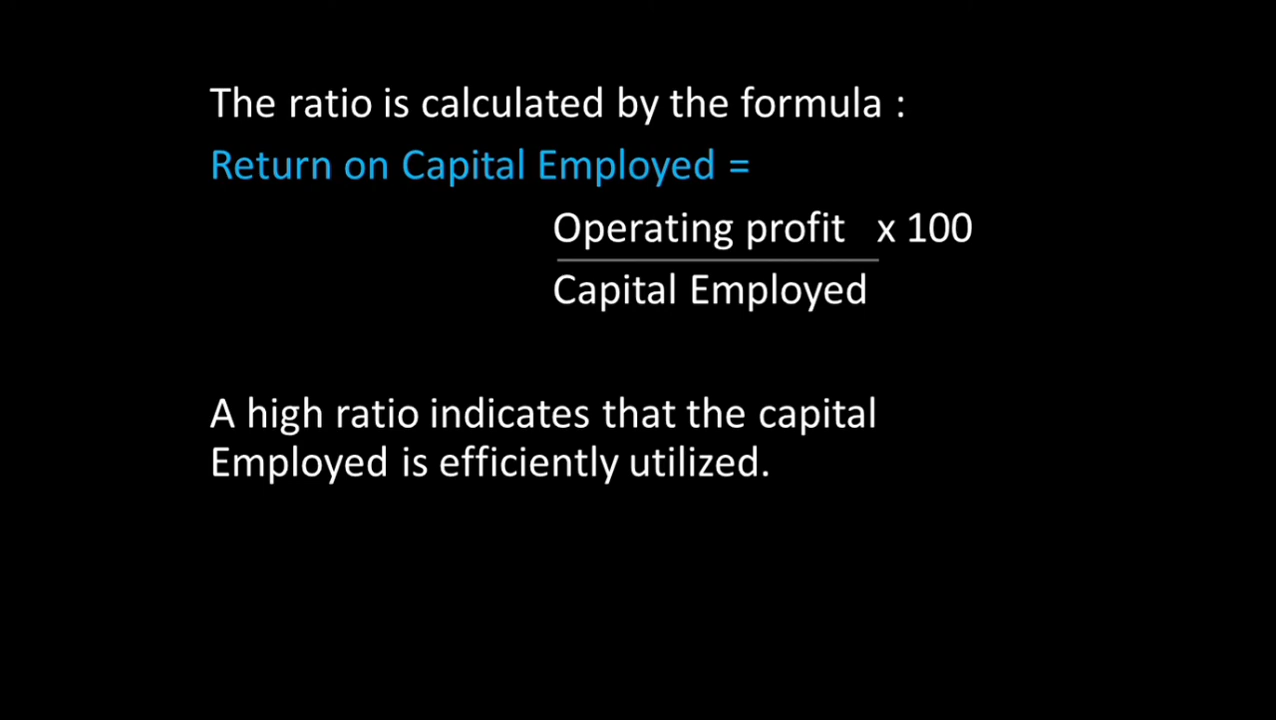 The ratio is calculated by the formula :
Return on Capital Employed =
Operating profit x 100
Capital Employed
A high ratio indicates that the capital
Employed is efficiently utilized.